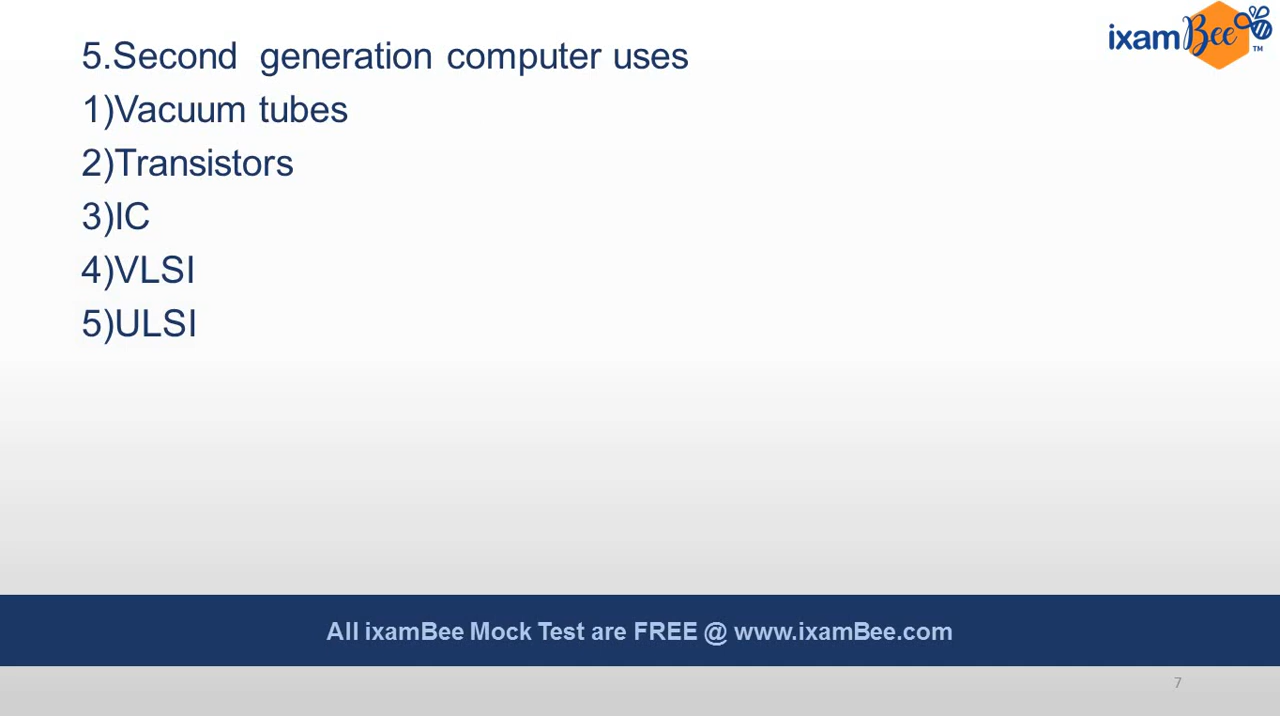 ixamBee TM
5.Second generation computer uses
1)Vacuum tubes
2)Transistors
3)IC
4)VLSI
5)ULSI
All ixamBee Mock Test are FREE @ www.ixamBee.com
7